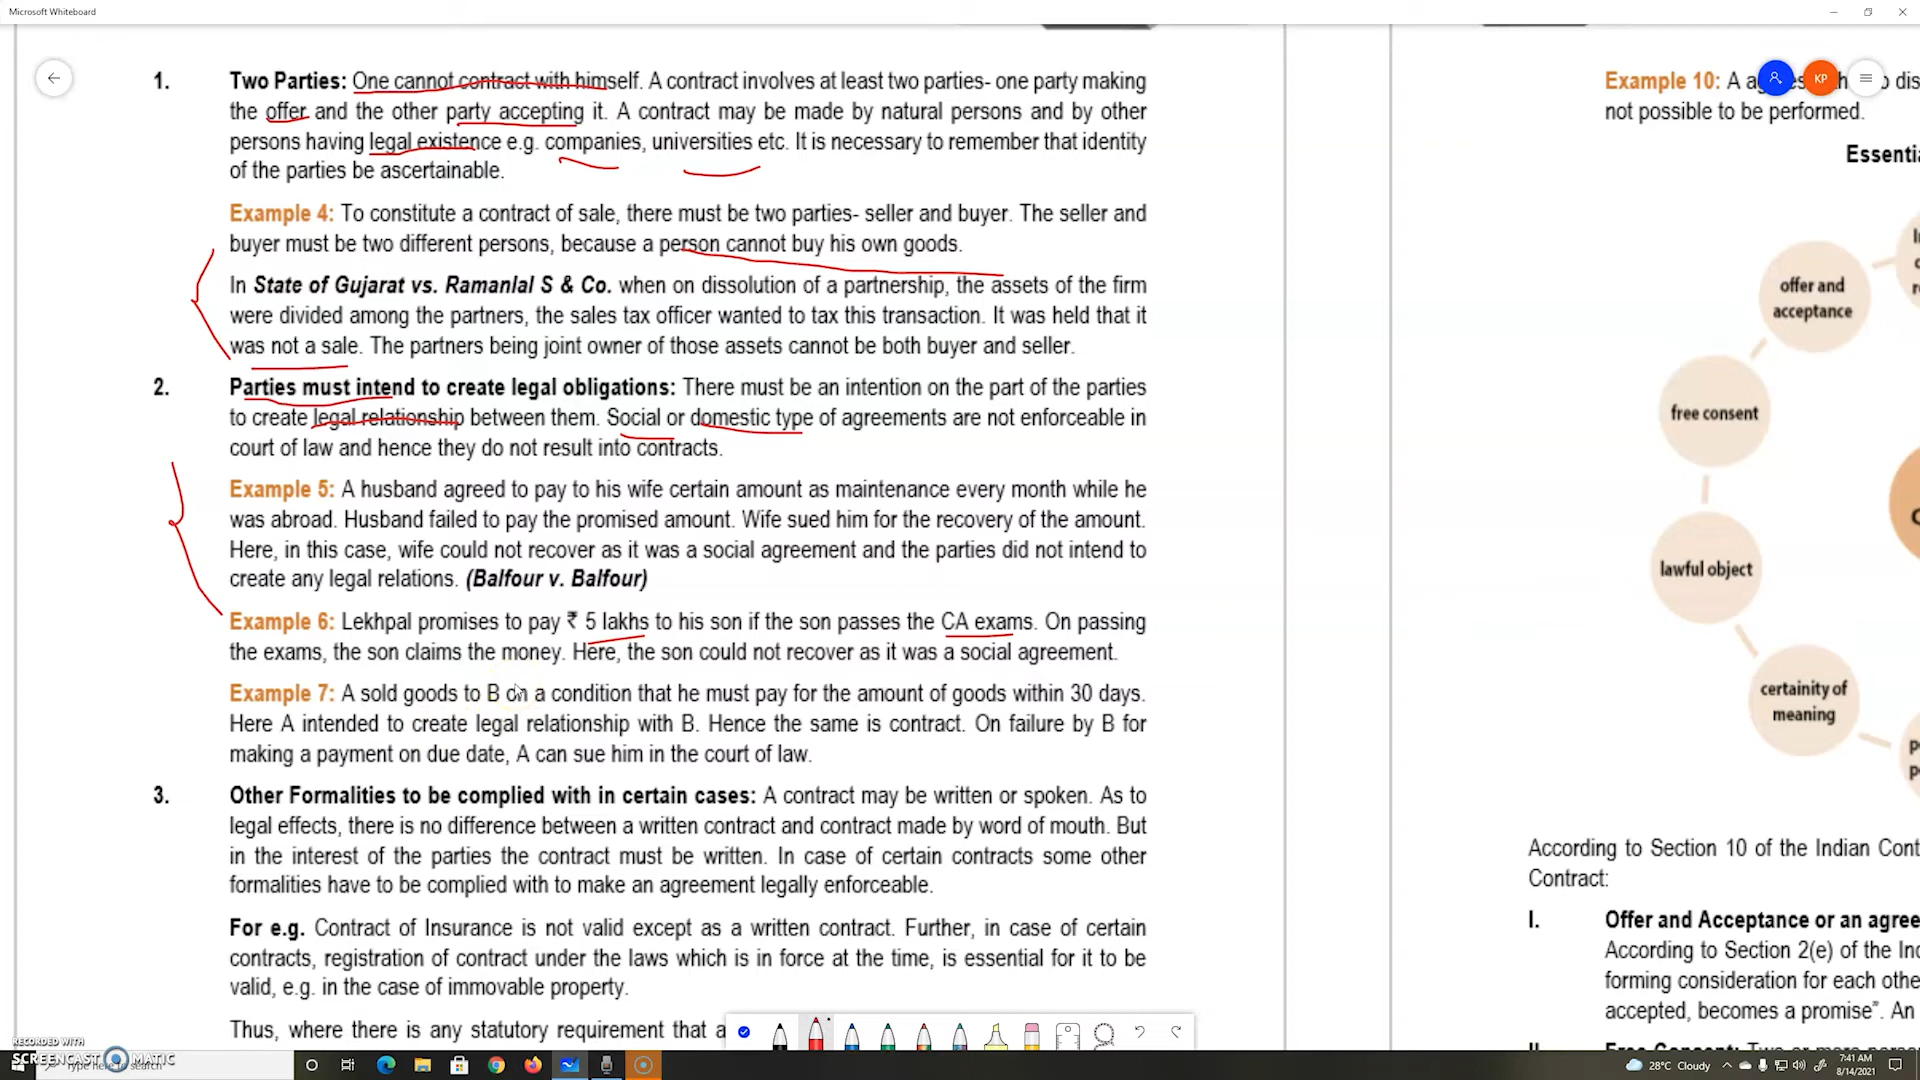 Microsoft Whiteboard
KP
1. Two Parties: One cannot contract with himself. A contract involves at least two parties- one party making
the offer and the other party accepting it. A contract may be made by natural persons and by other
persons having legal existence e.g. companies, universities etc. It is necessary to remember that identity
of the parties be ascertainable.
Example 4: To constitute a contract of sale, there must be two parties- seller and buyer. The seller and
buyer must be two different persons, because a person cannot buy his own goods.
In State of Gujarat vs. Ramanlal S & Co. when on dissolution of a partnership, the assets of the firm
were divided among the partners, the sales tax officer wanted to tax this transaction. It was held that it
was not a sale. The partners being joint owner of those assets cannot be both buyer and seller.
2. Parties must intend to create legal obligations: There must be an intention on the part of the parties
to create legal relationship between them. Social or domestic type of agreements are not enforceable in
court of law and hence they do not result into contracts.
Example 5: A husband agreed to pay to his wife certain amount as maintenance every month while he
was abroad. Husband failed to pay the promised amount. Wife sued him for the recovery of the amount.
Here, in this case, wife could not recover as it was a social agreement and the parties did not intend to
create any legal relations. (Balfour v. Balfour)
Example 6: Lekhpal promises to pay ₹ 5 lakhs to his son if the son passes the CA exams. On passing
the exams, the son claims the money. Here, the son could not recover as it was a social agreement.
Example 7: A sold goods to B on a condition that he must pay for the amount of goods within 30 days.
Here A intended to create legal relationship with B. Hence the same is contract. On failure by B for
making a payment on due date, A can sue him in the court of law.
3. Other Formalities to be complied with in certain cases: A contract may be written or spoken. As to
legal effects, there is no difference between a written contract and contract made by word of mouth. But
in the interest of the parties the contract must be written. In case of certain contracts some other
formalities have to be complied with to make an agreement legally enforceable.
For e.g. Contract of Insurance is not valid except as a written contract. Further, in case of certain
contracts, registration of contract under the laws which is in force at the time, is essential for it to be
valid, e.g. in the case of immovable property.
Thus, where there is any statutory requirement that a
Example 10: A
not possible to be performed.
Essenti
offer and
acceptance
free consent
lawful object
certainity of
meaning
According to Section 10 of the Indian Cont
Contract:
I. Offer and Acceptance or an agree
According to Section 2(e) of the Ind
forming consideration for each othe
accepted, becomes a promise". An
RECORDED WITH
SCREENCAST MATIC
Type here to search
28°C Cloudy
7:41 AM
8/14/2021